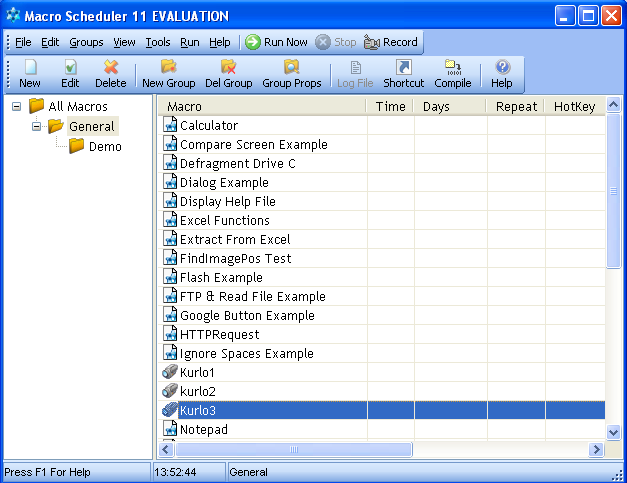 Macro Scheduler 11 EVALUATION
File Edit Groups View Tools Run Help Run Now Stop Record
New Edit Delete New Group Del Group Group Props Log File Shortcut Compile Help
All Macros
General
Demo
Macro Time Days Repeat HotKey
Calculator
Compare Screen Example
Defragment Drive C
Dialog Example
Display Help File
Excel Functions
Extract From Excel
FindImagePos Test
Flash Example
FTP & Read File Example
Google Button Example
HTTPRequest
Ignore Spaces Example
Kurlo1
kurlo2
Kurlo3
Notepad
Press F1 For Help 13:52:44 General